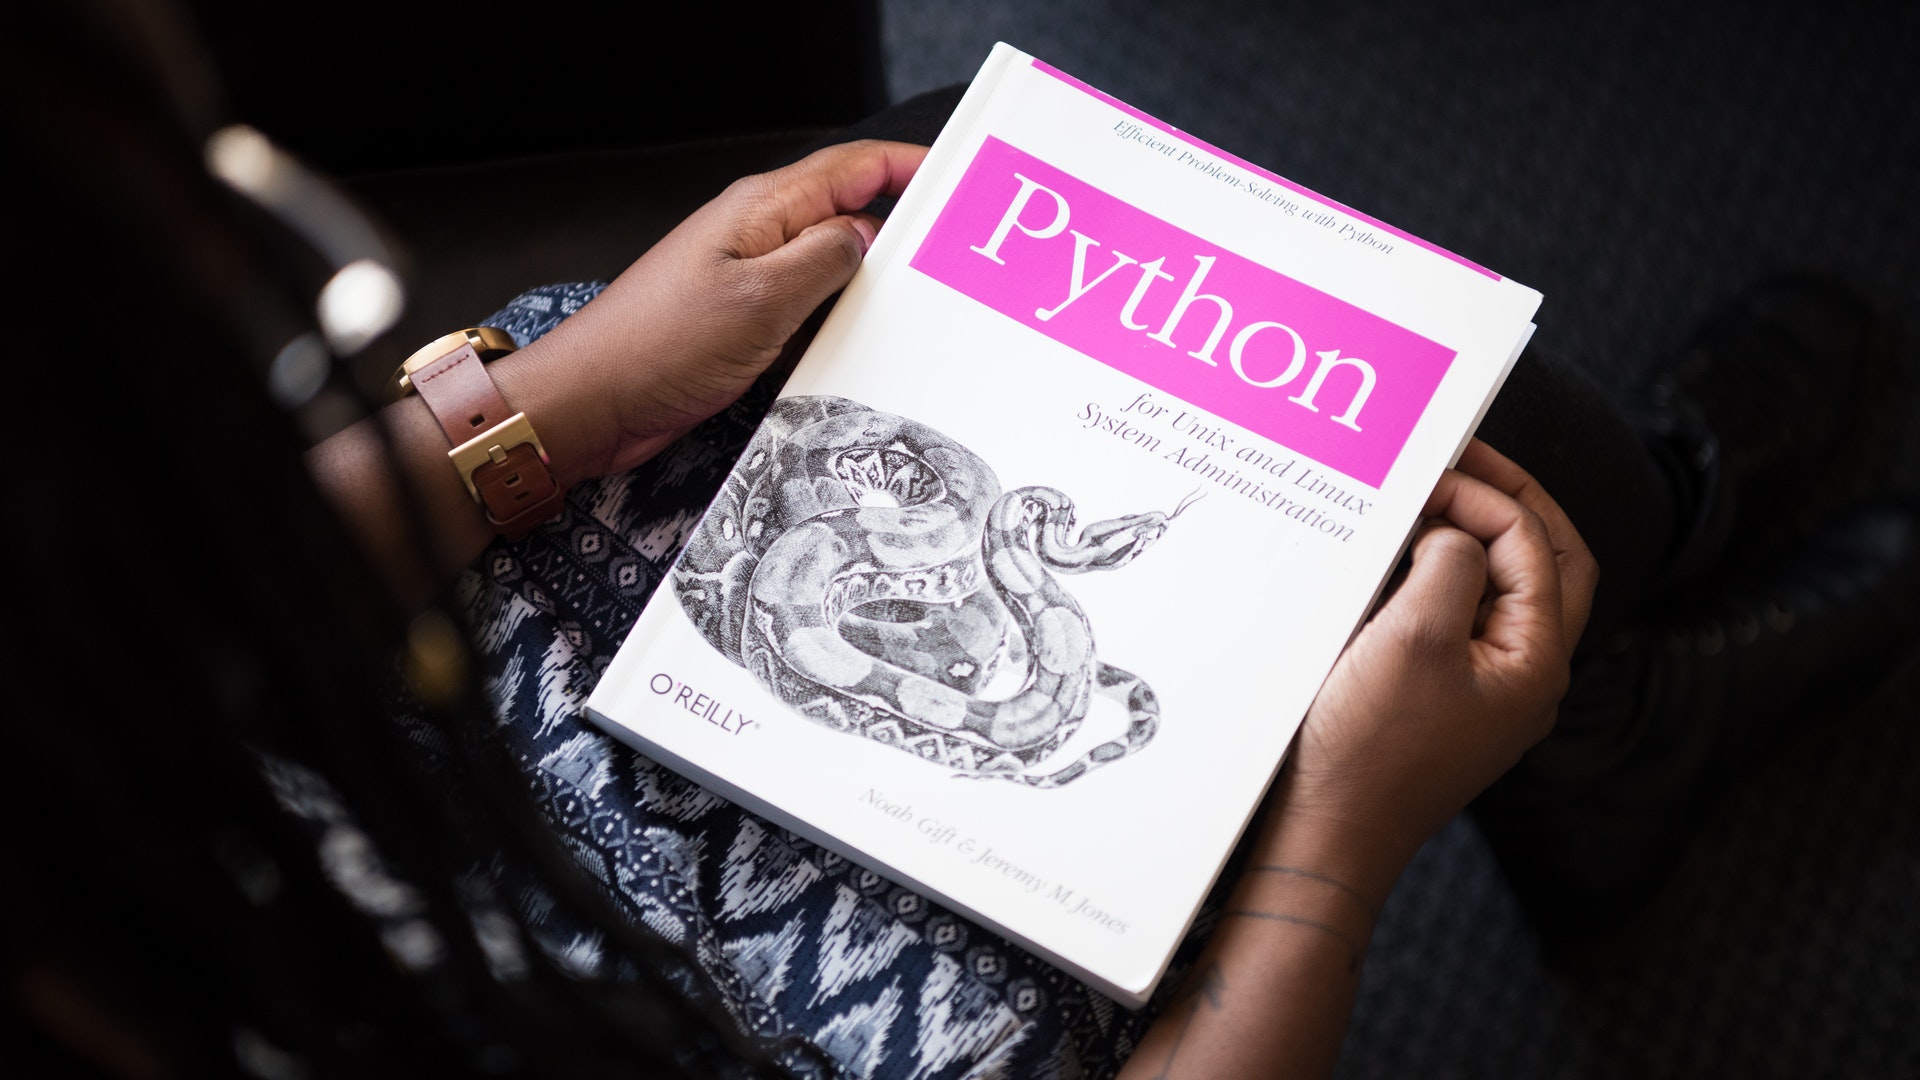 Efficient Problem-Solving with Python
Python
for Unix and Linux
System Administration
O'REILLY®
Noah Gift & Jeremy M. Jones